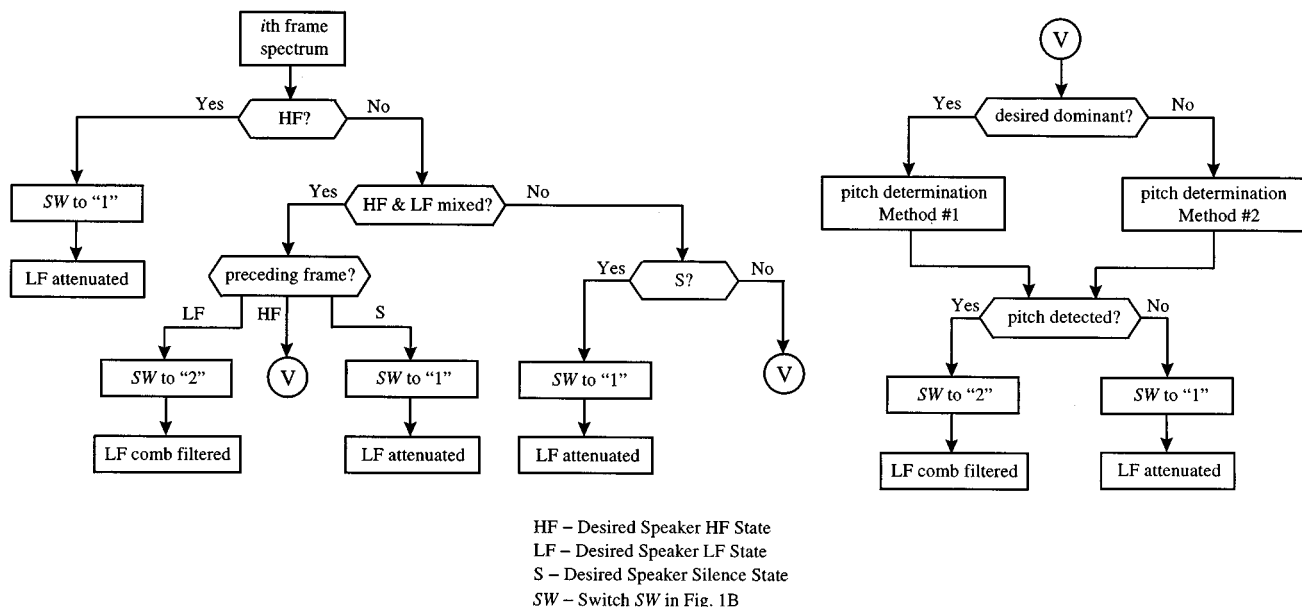 ith frame
spectrum
Yes
HF?
No
SW to “1”
LF attenuated
Yes
HF & LF mixed?
No
preceding frame?
LF
HF
S
SW to “2”
V
SW to “1”
LF comb filtered
LF attenuated
Yes
S?
No
SW to “1”
V
LF attenuated
V
Yes
desired dominant?
No
pitch determination
Method #1
pitch determination
Method #2
Yes
pitch detected?
No
SW to “2”
SW to “1”
LF comb filtered
LF attenuated
HF – Desired Speaker HF State
LF – Desired Speaker LF State
S – Desired Speaker Silence State
SW – Switch SW in Fig. 1B